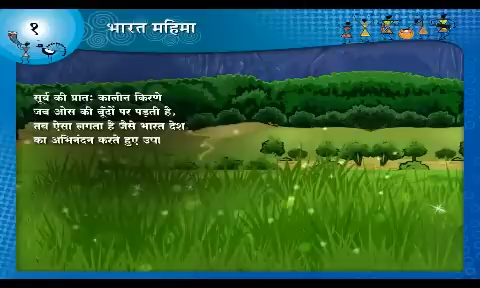 १
भारत महिमा
सूर्य की प्रातः कालीन किरणे
जब ओस की बूँदों पर पड़ती है,
तब ऐसा लगता है जैसे भारत देश
का अभिनंदन करते हुए उषा